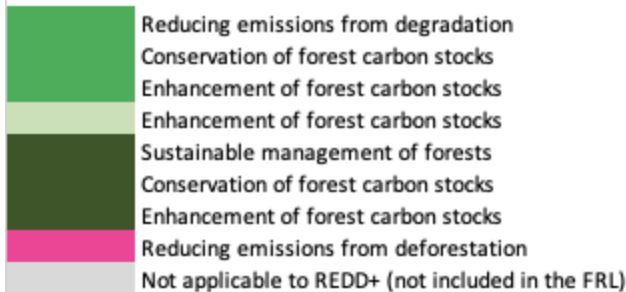 Reducing emissions from degradation
Conservation of forest carbon stocks
Enhancement of forest carbon stocks
Enhancement of forest carbon stocks
Sustainable management of forests
Conservation of forest carbon stocks
Enhancement of forest carbon stocks
Reducing emissions from deforestation
Not applicable to REDD+ (not included in the FRL)